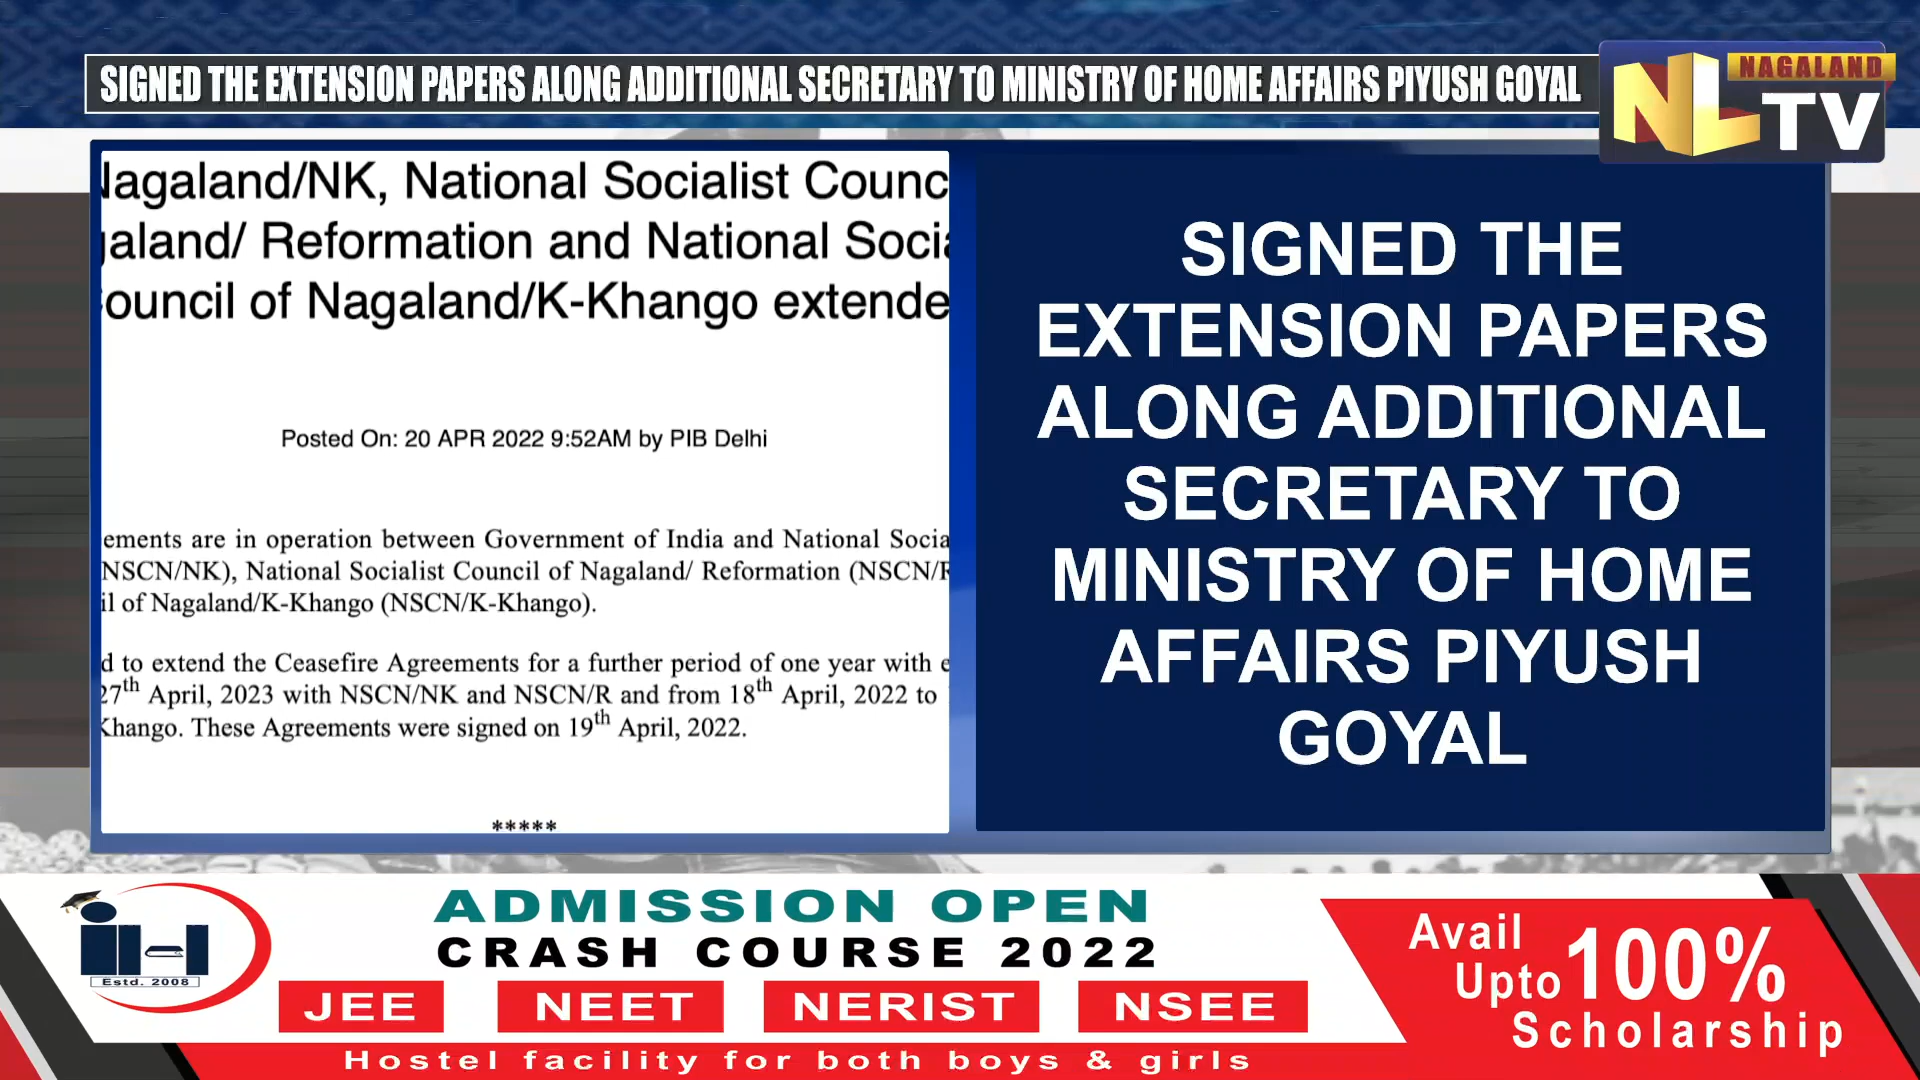 SIGNED THE EXTENSION PAPERS ALONG ADDITIONAL SECRETARY TO MINISTRY OF HOME AFFAIRS PIYUSH GOYAL
NAGALAND
NL TV
Nagaland/NK, National Socialist Counc
galand/ Reformation and National Socia
ouncil of Nagaland/K-Khango extende
Posted On: 20 APR 2022 9:52AM by PIB Delhi
ements are in operation between Government of India and National Socia
NSCN/NK), National Socialist Council of Nagaland/ Reformation (NSCN/R
il of Nagaland/K-Khango (NSCN/K-Khango).
d to extend the Ceasefire Agreements for a further period of one year with e
27th April, 2023 with NSCN/NK and NSCN/R and from 18th April, 2022 to
Khango. These Agreements were signed on 19th April, 2022.
*****
SIGNED THE
EXTENSION PAPERS
ALONG ADDITIONAL
SECRETARY TO
MINISTRY OF HOME
AFFAIRS PIYUSH
GOYAL
Estd. 2008
ADMISSION OPEN
CRASH COURSE 2022
JEE NEET NERIST NSEE
Hostel facility for both boys & girls
Avail
Upto 100%
Scholarship